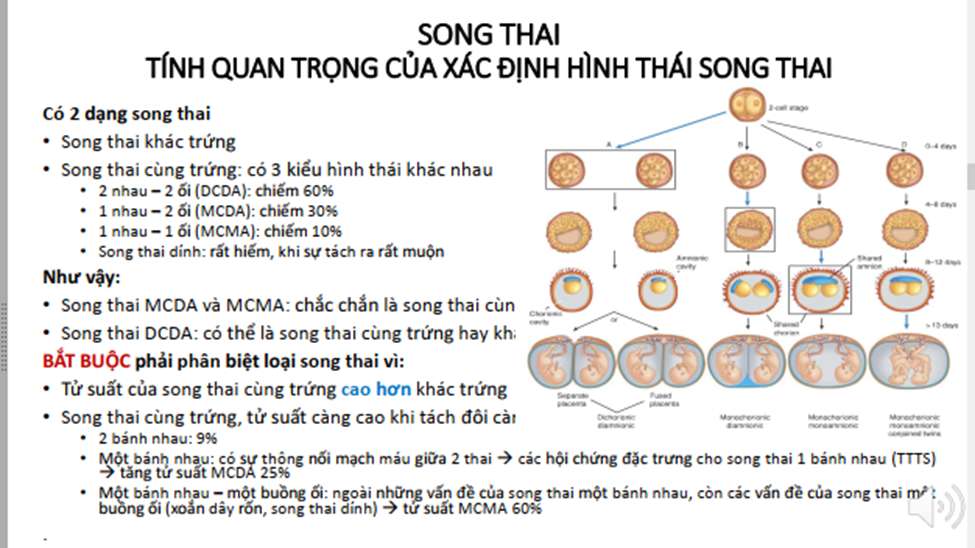 SONG THAI
TÍNH QUAN TRỌNG CỦA XÁC ĐỊNH HÌNH THÁI SONG THAI
Có 2 dạng song thai
• Song thai khác trứng
• Song thai cùng trứng: có 3 kiểu hình thái khác nhau
• 2 nhau – 2 ối (DCDA): chiếm 60%
• 1 nhau – 2 ối (MCDA): chiếm 30%
• 1 nhau – 1 ối (MCMA): chiếm 10%
• Song thai dính: rất hiếm, khi sự tách ra rất muộn
Như vậy:
• Song thai MCDA và MCMA: chắc chắn là song thai cùn
• Song thai DCDA: có thể là song thai cùng trứng hay kh
BẮT BUỘC phải phân biệt loại song thai vì:
• Tử suất của song thai cùng trứng cao hơn khác trứng
• Song thai cùng trứng, tử suất càng cao khi tách đôi càn
• 2 bánh nhau: 9%
• Một bánh nhau: có sự thông nối mạch máu giữa 2 thai → các hội chứng đặc trưng cho song thai 1 bánh nhau (TTTS)
→ tăng tử suất MCDA 25%
• Một bánh nhau – một buồng ối: ngoài những vấn đề của song thai một bánh nhau, còn các vấn đề của song thai một
buồng ối (xoắn dây rốn, song thai dính) → tử suất MCMA 60%
2-cell stage
A
B
C
D
0-4 days
4-8 days
Amnionic
cavity
Shared
amnion
8-12 days
Chorionic
cavity
or
Shared
chorion
>13 days
Separate
placenta
Fused
placenta
Dichorionic
diamnionic
Monochorionic
diamnionic
Monochorionic
monoamnionic
Monochorionic
monoamnionic
conjoined twins